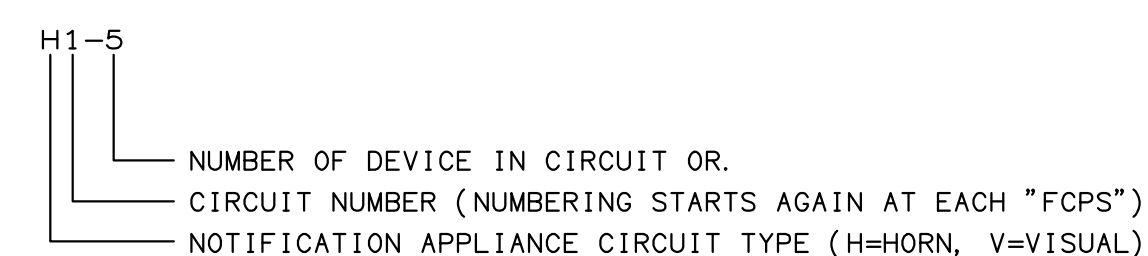 H1-5
NUMBER OF DEVICE IN CIRCUIT OR.
CIRCUIT NUMBER (NUMBERING STARTS AGAIN AT EACH "FCPS")
NOTIFICATION APPLIANCE CIRCUIT TYPE (H=HORN, V=VISUAL)